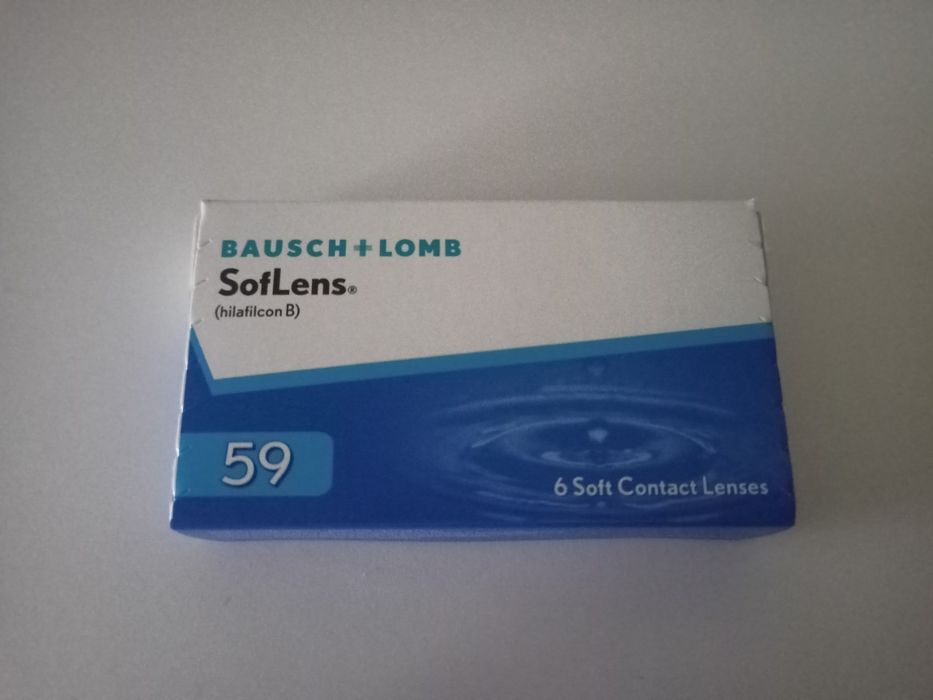 BAUSCH + LOMB
SofLens®
(hilafilcon B)
59
6 Soft Contact Lenses